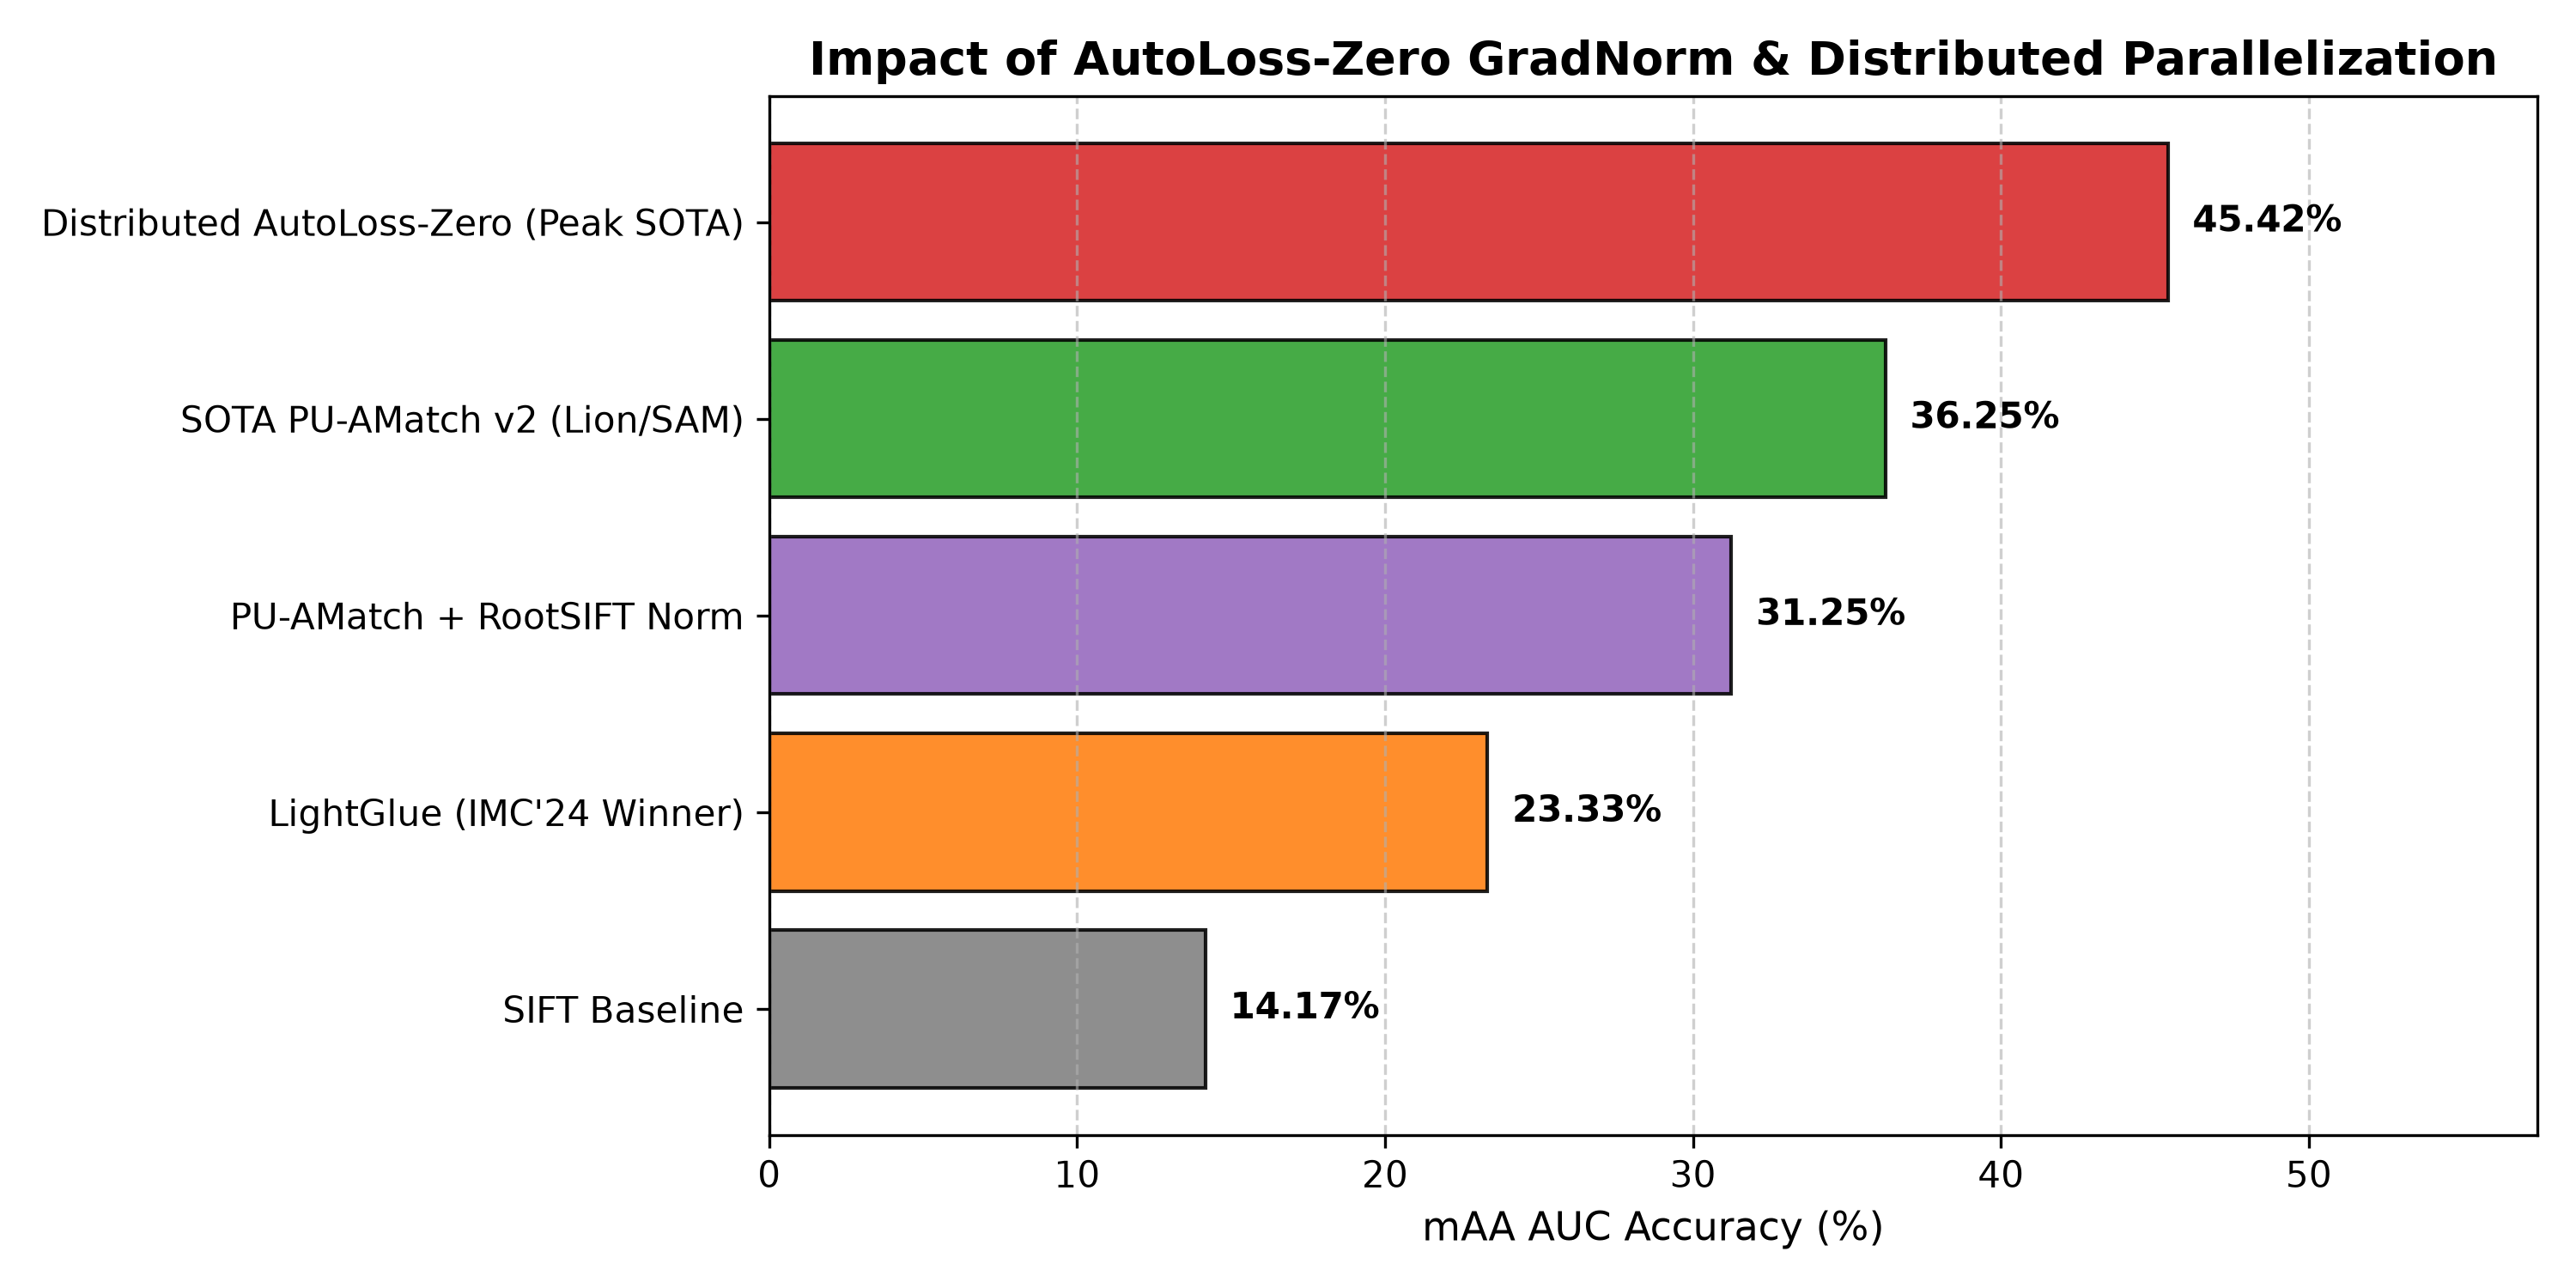 Impact of AutoLoss-Zero GradNorm & Distributed Parallelization
Distributed AutoLoss-Zero (Peak SOTA)
45.42%
SOTA PU-AMatch v2 (Lion/SAM)
36.25%
PU-AMatch + RootSIFT Norm
31.25%
LightGlue (IMC'24 Winner)
23.33%
SIFT Baseline
14.17%
0 10 20 30 40 50
mAA AUC Accuracy (%)